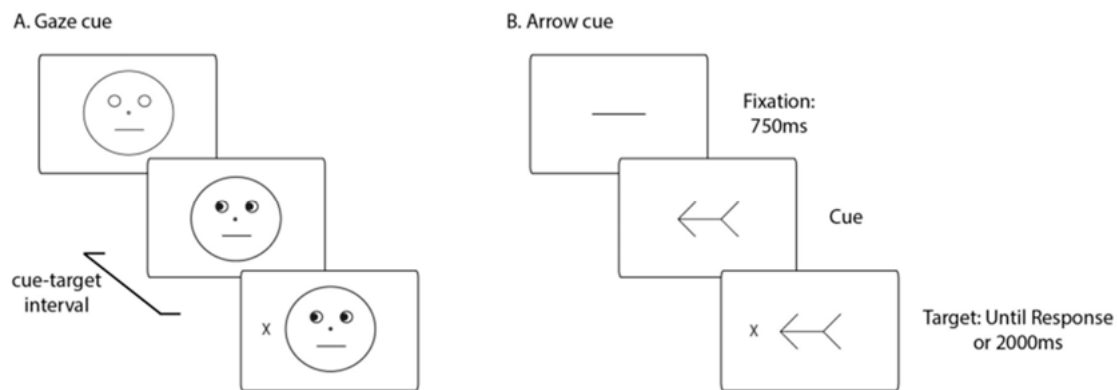 A. Gaze cue
cue-target
interval
X
B. Arrow cue
Fixation:
750ms
Cue
X
Target: Until Response
or 2000ms